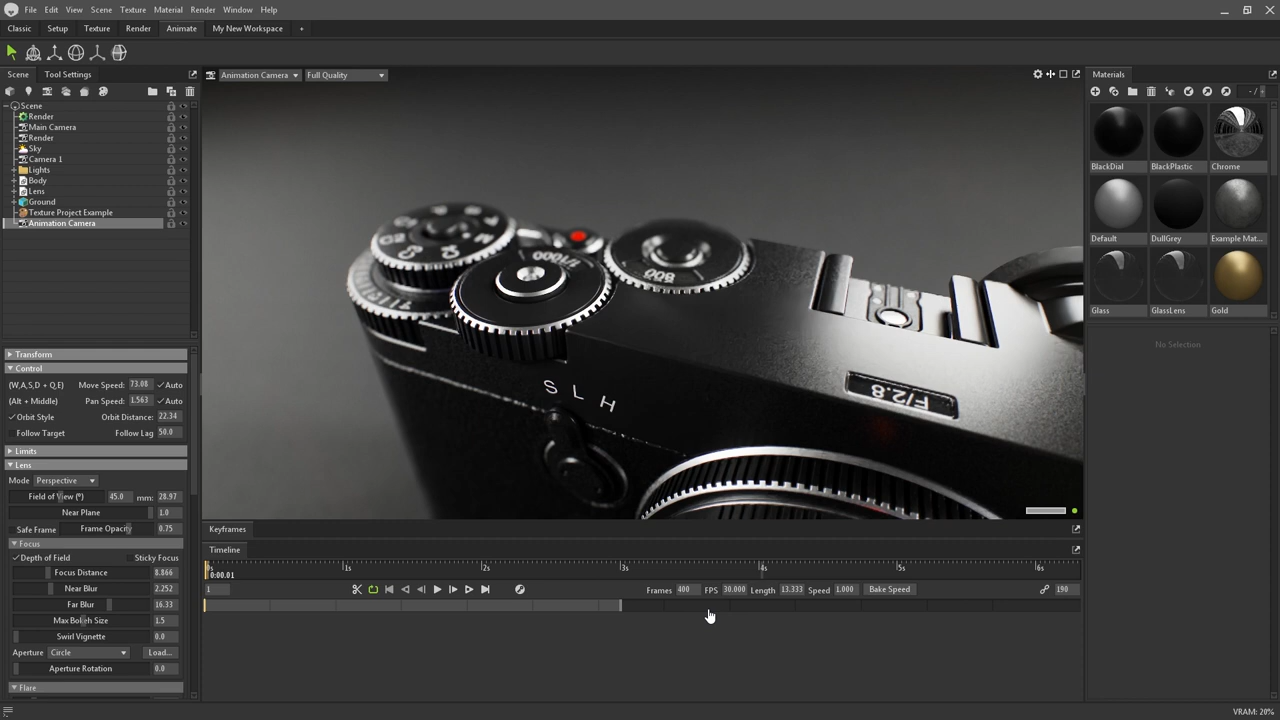 File Edit View Scene Texture Material Render Window Help
Classic Setup Texture Render Animate My New Workspace +
Scene Tool Settings
Animation Camera Full Quality
Materials
Scene
Render
Main Camera
Render
Sky
Camera 1
Lights
Body
Lens
Ground
Texture Project Example
Animation Camera
BlackDial BlackPlastic Chrome
Default DullGrey Example Mat...
Glass GlassLens Gold
No Selection
1/1000
800
C2
S L H
F/2.8
Transform
Control
(W,A,S,D + Q,E) Move Speed: 73.08 Auto
(Alt + Middle) Pan Speed: 1.563 Auto
Orbit Style Orbit Distance: 22.34
Follow Target Follow Lag 50.0
Limits
Lens
Mode Perspective
Field of View (°) 45.0 mm: 28.97
Near Plane 1.0
Safe Frame Frame Opacity 0.75
Focus
Depth of Field Sticky Focus
Focus Distance 8.866
Near Blur 2.252
Far Blur 16.33
Max Bokeh Size 1.5
Swirl Vignette 0.0
Aperture Circle Load...
Aperture Rotation 0.0
Flare
Keyframes
Timeline
1s 2s 3s 4s 5s 6s
0:00.01
1 Frames 400 FPS 30.000 Length 13.333 Speed 1.000 Bake Speed 190
VRAM: 20%